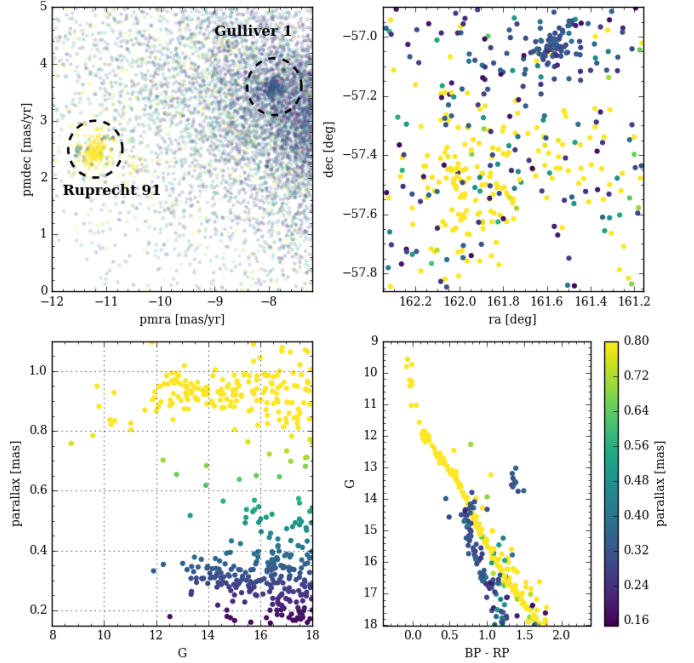 Gulliver 1
Ruprecht 91
pmdec [mas/yr]
5
4
3
2
1
0
−12 −11 −10 −9 −8
pmra [mas/yr]
dec [deg]
−57.0
−57.2
−57.4
−57.6
−57.8
162.2 162.0 161.8 161.6 161.4 161.2
ra [deg]
parallax [mas]
1.0
0.8
0.6
0.4
0.2
8 10 12 14 16 18
G
G
9
10
11
12
13
14
15
16
17
18
0.0 0.5 1.0 1.5 2.0
BP - RP
0.80
0.72
0.64
0.56
0.48
0.40
0.32
0.24
0.16
parallax [mas]